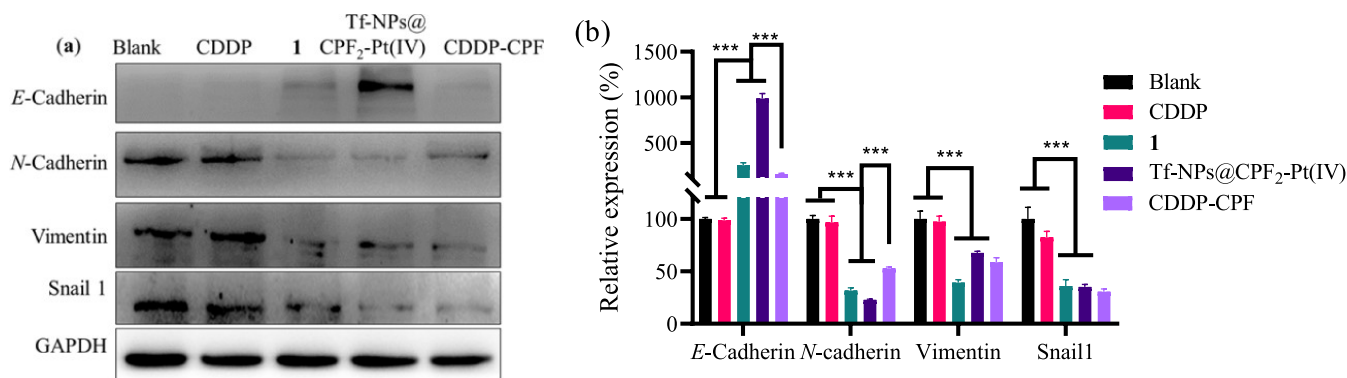 (a)
Blank CDDP 1 Tf-NPs@
CPF2-Pt(IV) CDDP-CPF
E-Cadherin
N-Cadherin
Vimentin
Snail 1
GAPDH
(b)
Relative expression (%)
1500
1000
500
100
50
0
*** ***
*** ***
***
***
E-Cadherin N-cadherin Vimentin Snail1
Blank
CDDP
1
Tf-NPs@CPF2-Pt(IV)
CDDP-CPF